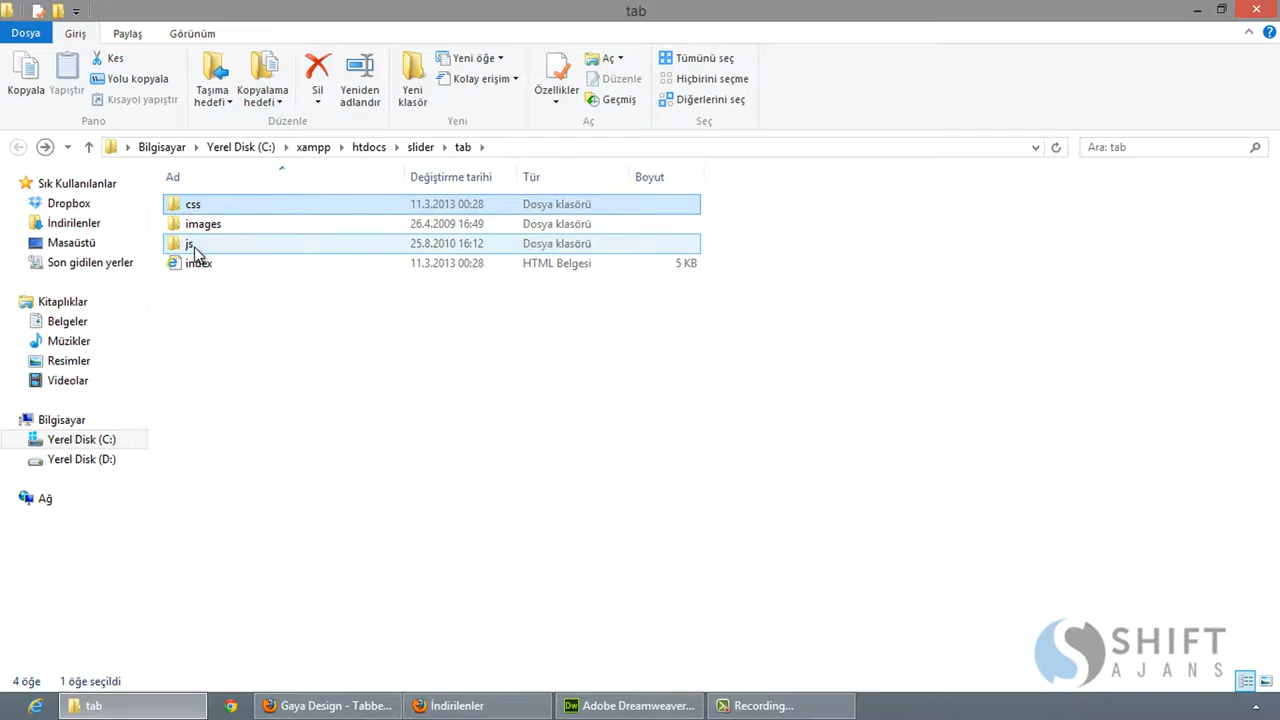 tab
Dosya Giriş Paylaş Görünüm
Kopyala Yapıştır Kes Yolu kopyala Kısayol yapıştır
Taşıma hedefi Kopyalama hedefi Sil Yeniden adlandır
Yeni klasör Yeni öğe Kolay erişim
Özellikler Aç Düzenle Geçmiş
Tümünü seç Hiçbirini seçme Diğerlerini seç
Pano Düzenle Yeni Aç Seç
Bilgisayar Yerel Disk (C:) xampp htdocs slider tab Ara: tab
Ad Değiştirme tarihi Tür Boyut
css 11.3.2013 00:28 Dosya klasörü
images 26.4.2009 16:49 Dosya klasörü
js 25.8.2010 16:12 Dosya klasörü
index 11.3.2013 00:28 HTML Belgesi 5 KB
Sık Kullanılanlar
Dropbox
İndirilenler
Masaüstü
Son gidilen yerler
Kitaplıklar
Belgeler
Müzikler
Resimler
Videolar
Bilgisayar
Yerel Disk (C:)
Yerel Disk (D:)
Ağ
SHIFT
AJANS
4 öğe 1 öğe seçildi
tab Gaya Design - Tabbe... İndirilenler Dw Adobe Dreamweaver... Recording...